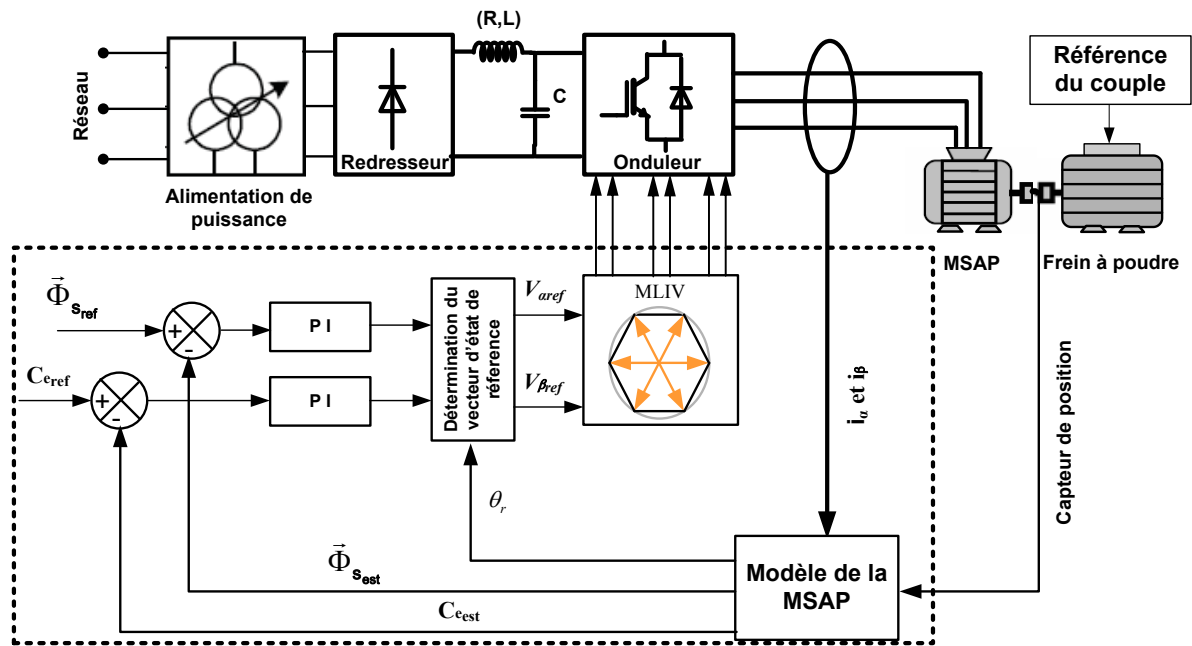 (R,L)
Référence
du couple
Réseau
C
Redresseur
Onduleur
Alimentation de
puissance
MSAP
Frein à poudre
Φ⃗sref
+
-
P I
Détermination du
vecteur d'état de
réference
Vαref
MLIV
Ceref
+
-
P I
Vβref
iα et iβ
Capteur de position
θr
Φ⃗sest
Ceest
Modèle de la
MSAP